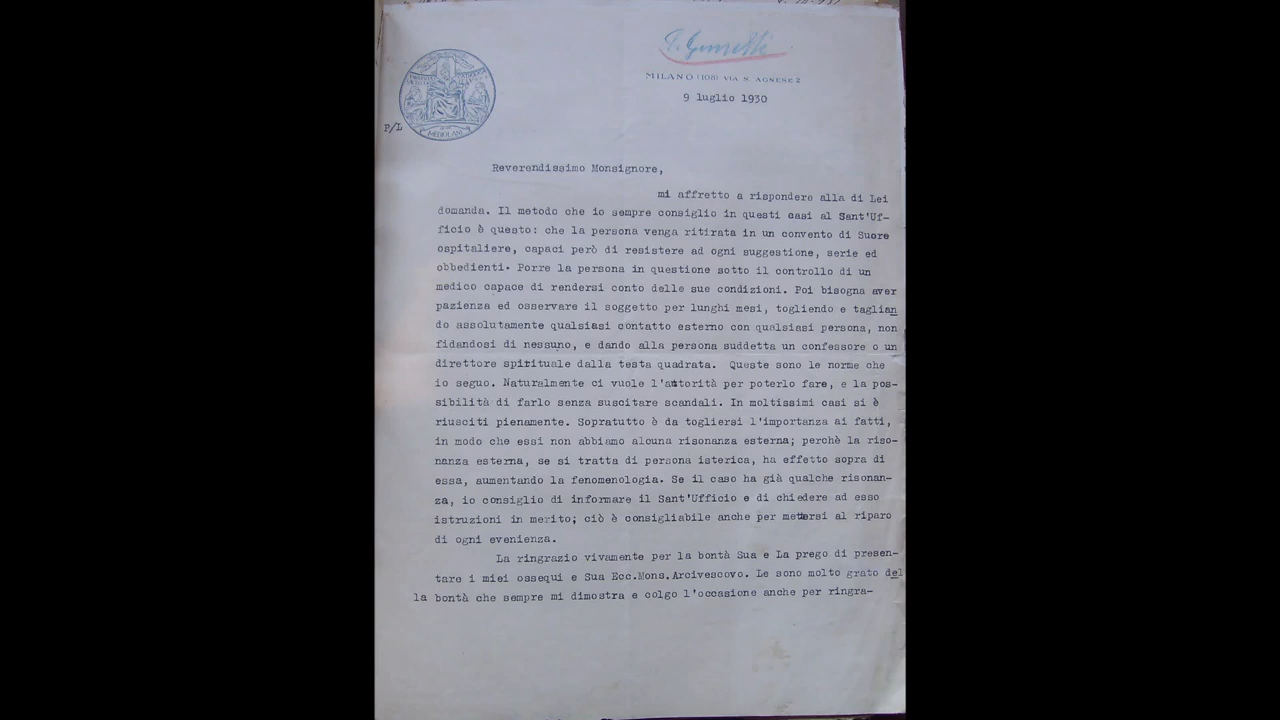 P. Gemelli
MILANO (108) VIA S. AGNESE 2
9 luglio 1930
MEDIOLANI
P/L
Reverendissimo Monsignore,
mi affretto a rispondere alla di Lei
domanda. Il metodo che io sempre consiglio in questi casi al Sant'Uf-
ficio è questo: che la persona venga ritirata in un convento di Suore
ospitaliere, capaci però di resistere ad ogni suggestione, serie ed
obbedienti. Porre la persona in questione sotto il controllo di un
medico capace di rendersi conto delle sue condizioni. Poi bisogna aver
pazienza ed osservare il soggetto per lunghi mesi, togliendo e taglian
do assolutamente qualsiasi contatto esterno con qualsiasi persona, non
fidandosi di nessuno, e dando alla persona suddetta un confessore o un
direttore spirituale dalla testa quadrata. Queste sono le norme che
io seguo. Naturalmente ci vuole l'autorità per poterlo fare, e la pos-
sibilità di farlo senza suscitare scandali. In moltissimi casi si è
riusciti pienamente. Sopratutto è da togliersi l'importanza ai fatti,
in modo che essi non abbiamo alcuna risonanza esterna; perchè la riso-
nanza esterna, se si tratta di persona isterica, ha effetto sopra di
essa, aumentando la fenomenologia. Se il caso ha già qualche risonan-
za, io consiglio di informare il Sant'Ufficio e di chiedere ad esso
istruzioni in merito; ciò è consigliabile anche per mettersi al riparo
di ogni evenienza.
La ringrazio vivamente per la bontà Sua e La prego di presen-
tare i miei ossequi e Sua Ecc.Mons.Arcivescovo. Le sono molto grato del
la bontà che sempre mi dimostra e colgo l'occasione anche per ringra-